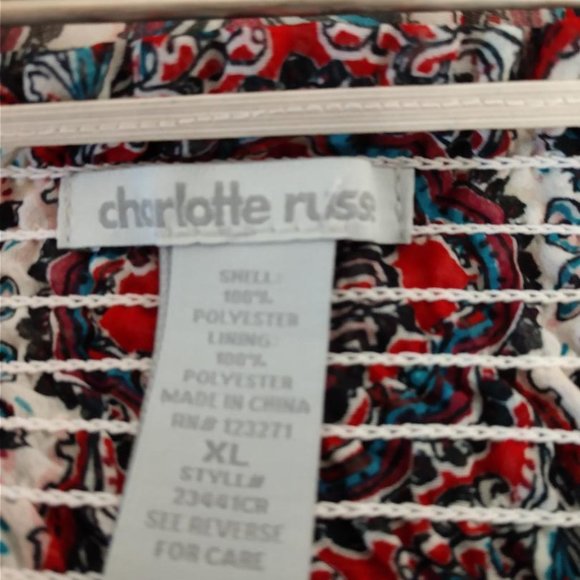 charlotte russe
SHELL:
100%
POLYESTER
LINING:
100%
POLYESTER
MADE IN CHINA
RN# 123271
XL
STYLE#
23441CR
SEE REVERSE
FOR CARE